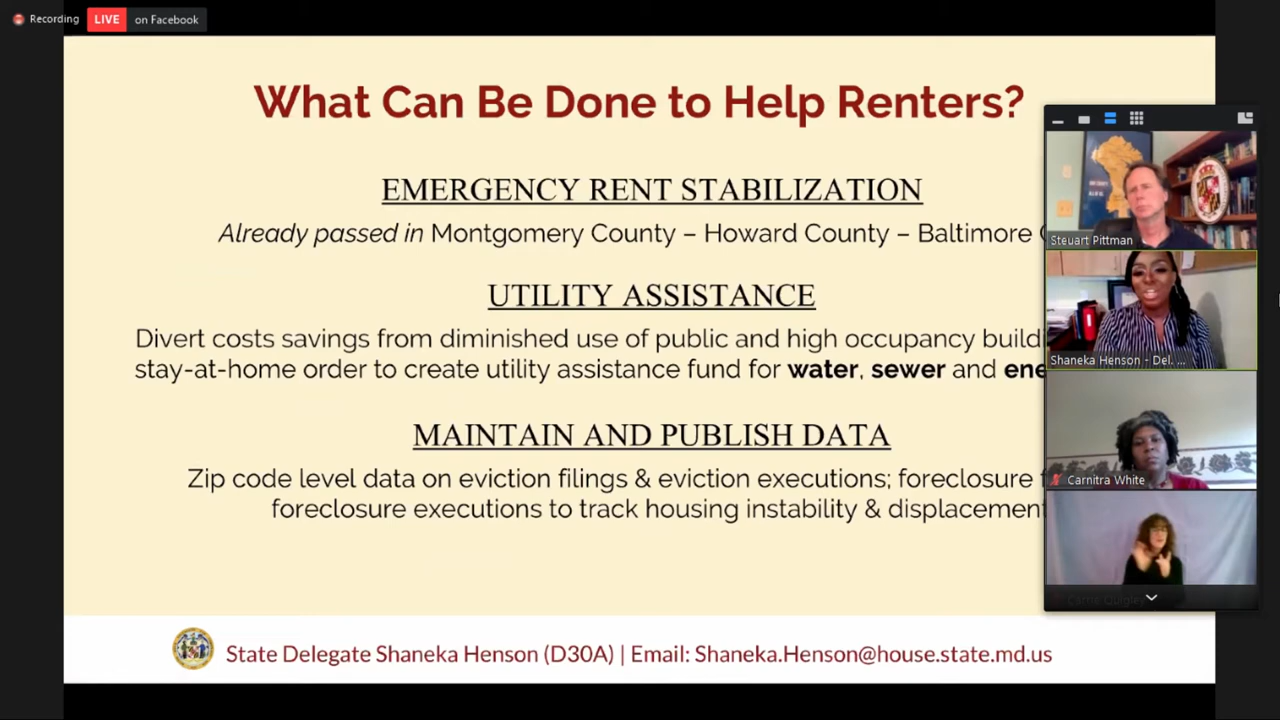 Recording
LIVE on Facebook
What Can Be Done to Help Renters?
EMERGENCY RENT STABILIZATION
Already passed in Montgomery County – Howard County – Baltimore
UTILITY ASSISTANCE
Divert costs savings from diminished use of public and high occupancy
stay-at-home order to create utility assistance fund for water, sewer and
MAINTAIN AND PUBLISH DATA
Zip code level data on eviction filings & eviction executions; foreclosure
foreclosure executions to track housing instability & displacement
State Delegate Shaneka Henson (D30A) | Email: Shaneka.Henson@house.state.md.us
Steuart Pittman
Shaneka Henson - Del. ...
Carnitra White